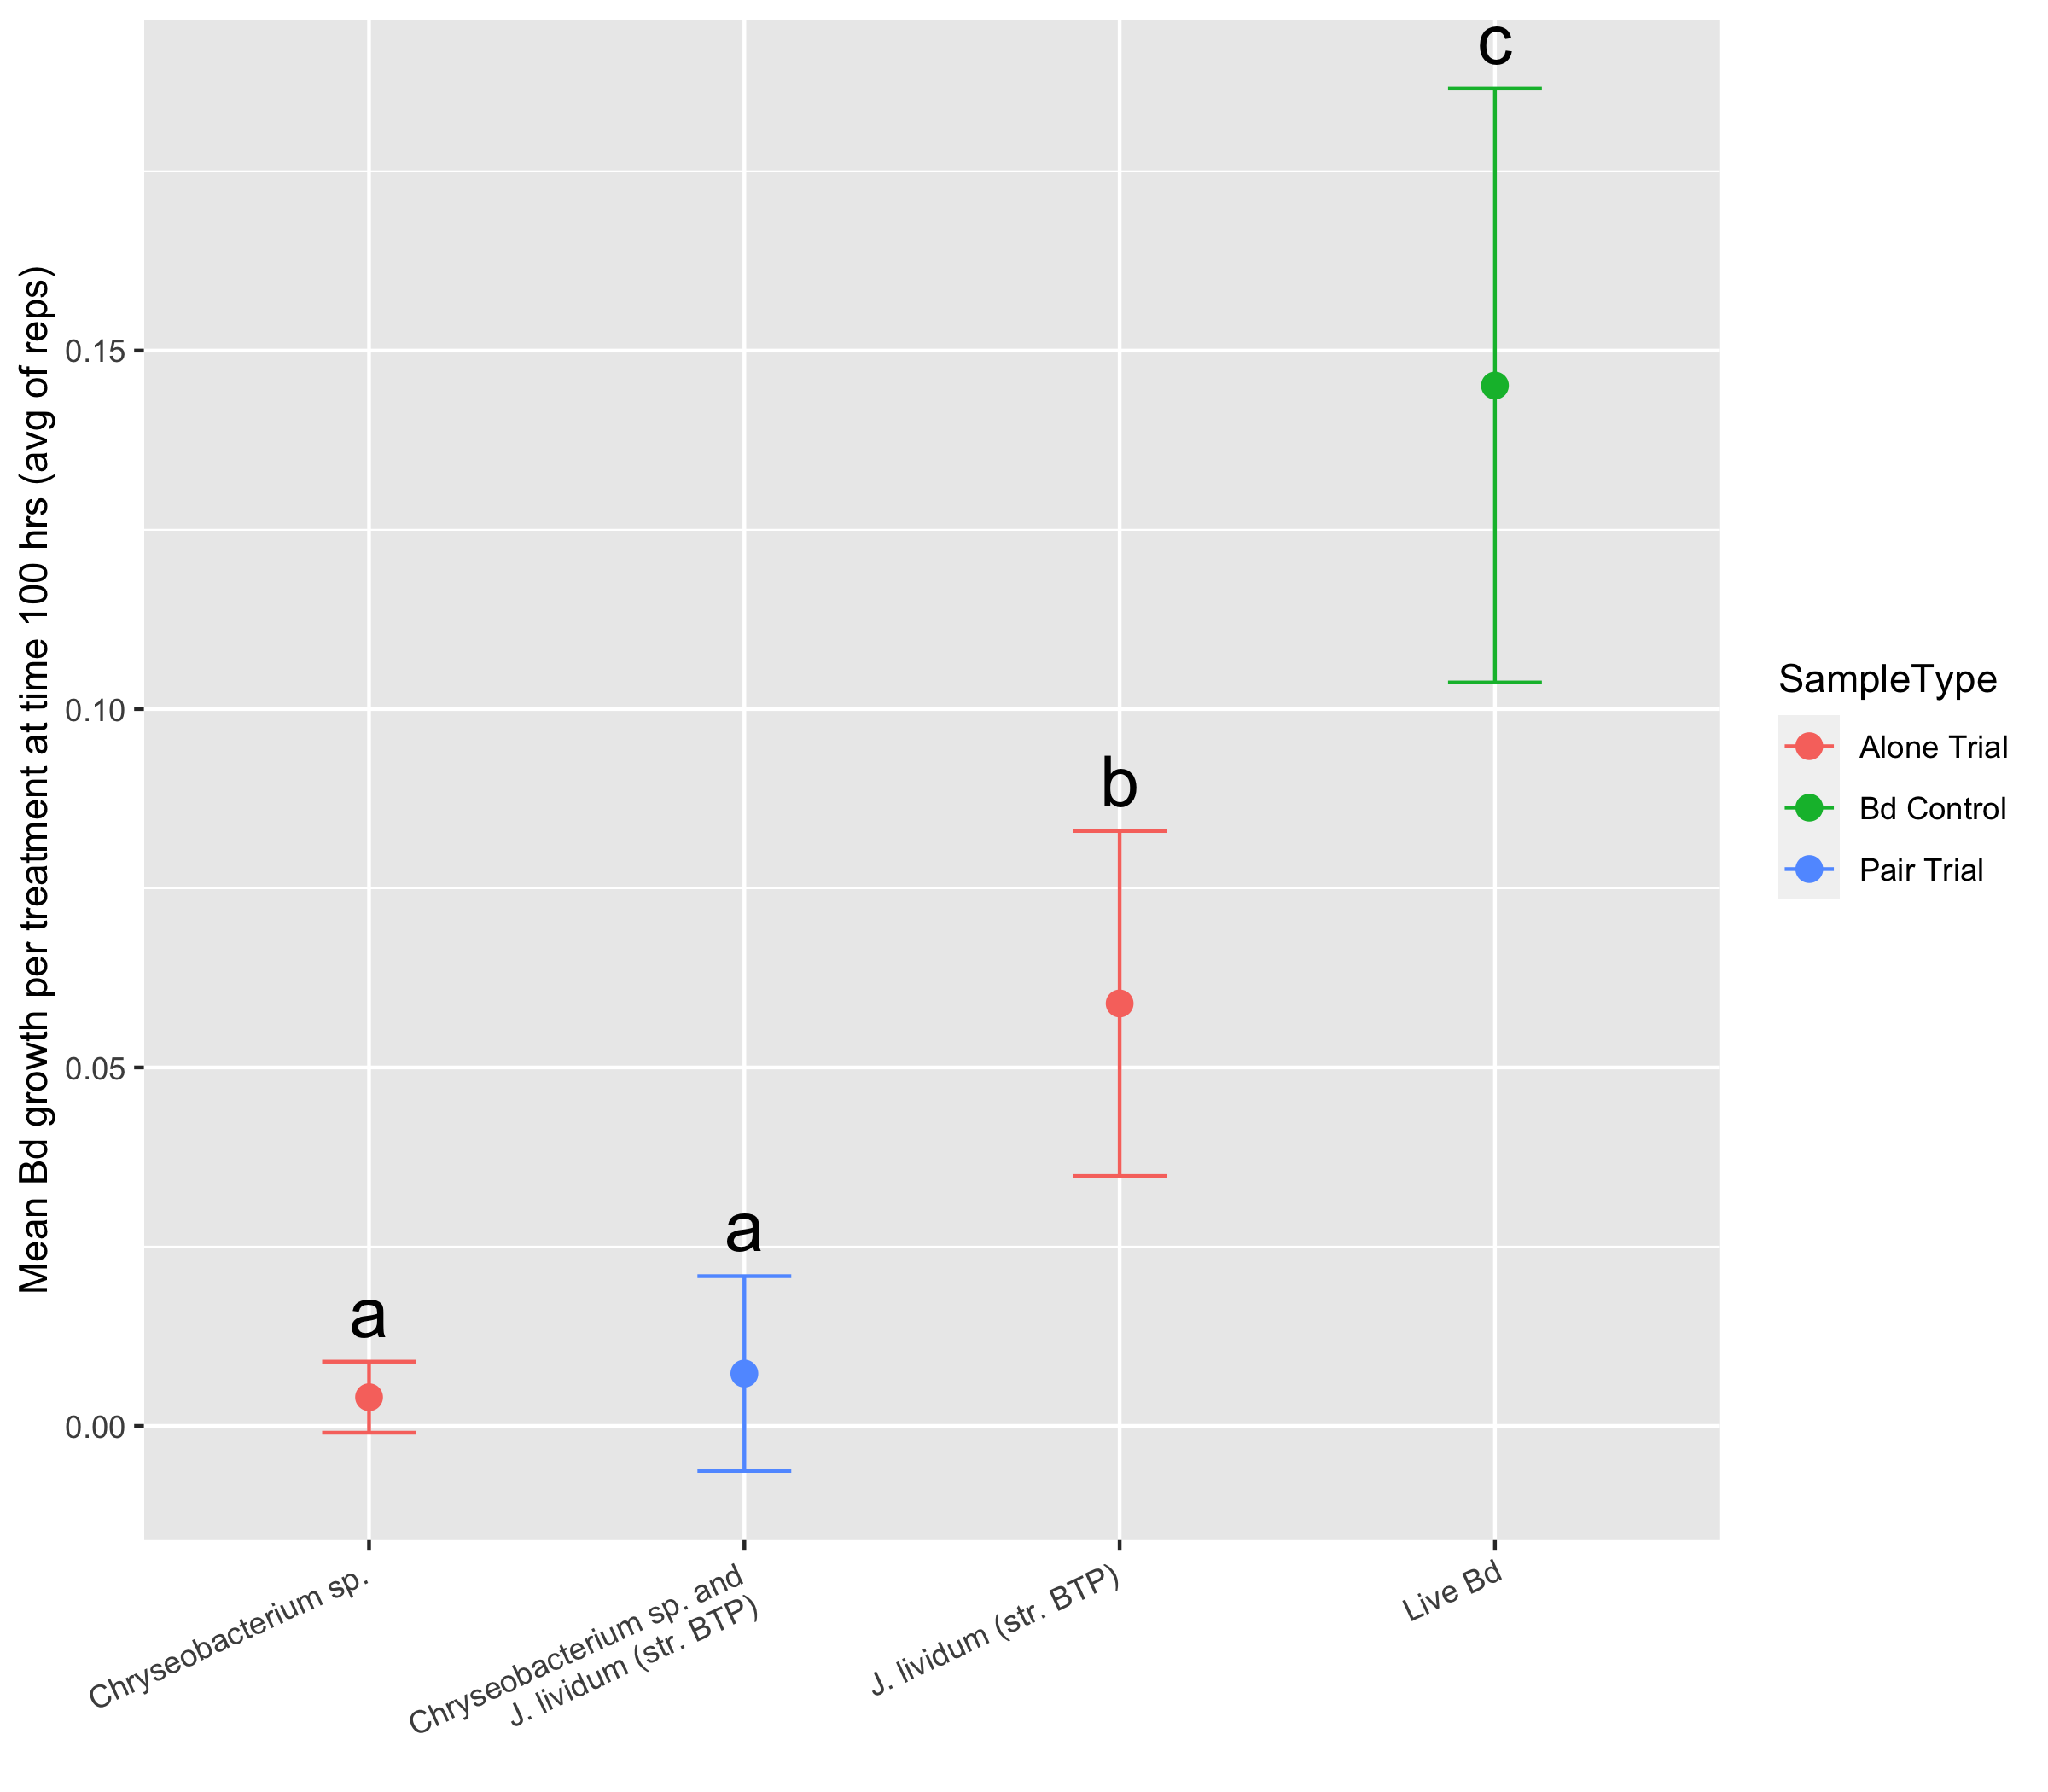 Mean Bd growth per treatment at time 100 hrs (avg of reps)
0.15
0.10
0.05
0.00
c
b
a
a
Chryseobacterium sp.
Chryseobacterium sp. and
J. lividum (str. BTP)
J. lividum (str. BTP)
Live Bd
SampleType
Alone Trial
Bd Control
Pair Trial